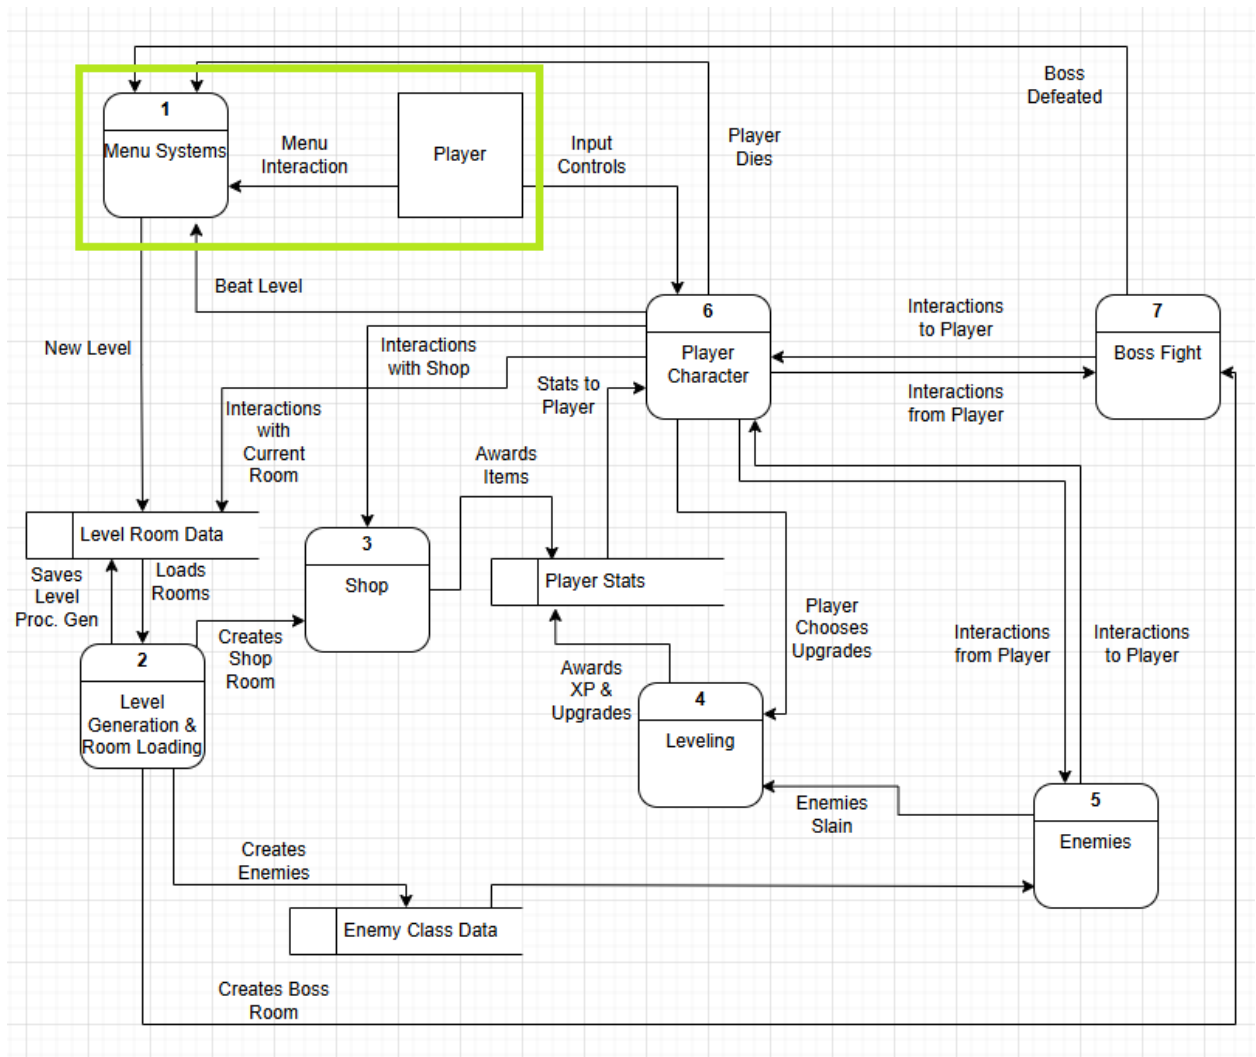 Boss
Defeated
1
Menu Systems
Menu
Interaction
Player
Input
Controls
Player
Dies
Beat Level
New Level
6
Player
Character
Interactions
to Player
7
Boss Fight
Interactions
from Player
Interactions
with Shop
Stats to
Player
Interactions
with
Current
Room
Awards
Items
Level Room Data
3
Shop
Player Stats
Saves
Level
Proc. Gen
Loads
Rooms
Creates
Shop
Room
2
Level
Generation &
Room Loading
Player
Chooses
Upgrades
Interactions
from Player
Interactions
to Player
Awards
XP &
Upgrades
4
Leveling
Enemies
Slain
5
Enemies
Creates
Enemies
Enemy Class Data
Creates Boss
Room